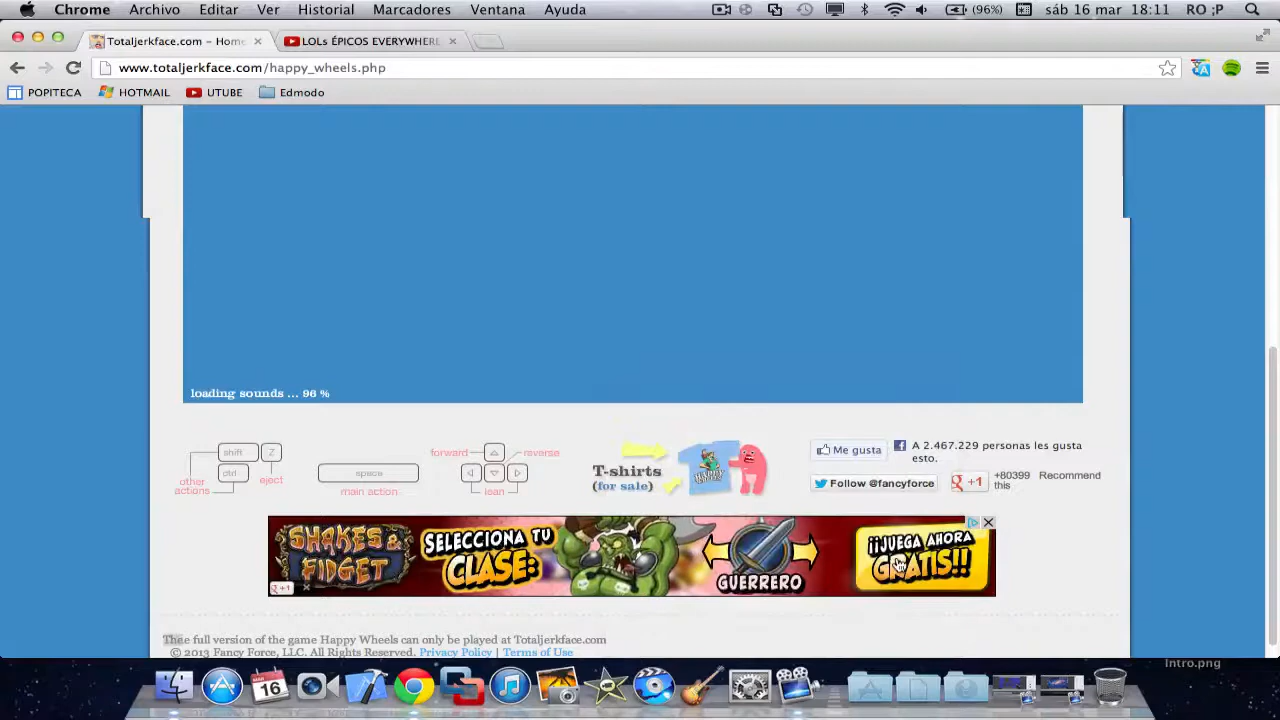 Chrome Archivo Editar Ver Historial Marcadores Ventana Ayuda (96%) sáb 16 mar 18:11 RO ;P
Totaljerkface.com – Home
LOLs ÉPICOS EVERYWHERE
www.totaljerkface.com/happy_wheels.php
POPITECA HOTMAIL UTUBE Edmodo
loading sounds ... 96 %
shift Z
ctrl
other actions
eject
space
main action
forward reverse
lean
T-shirts
(for sale)
Me gusta
A 2.467.229 personas les gusta
esto.
Follow @fancyforce
+1
+80399 Recommend
this
SHAKES &
FIDGET
SELECCIONA TU
CLASE:
GUERRERO
¡¡JUEGA AHORA
GRATIS!!
+1
Thee full version of the game Happy Wheels can only be played at Totaljerkface.com
© 2013 Fancy Force, LLC. All Rights Reserved. Privacy Policy | Terms of Use
Intro.png
MAR
16